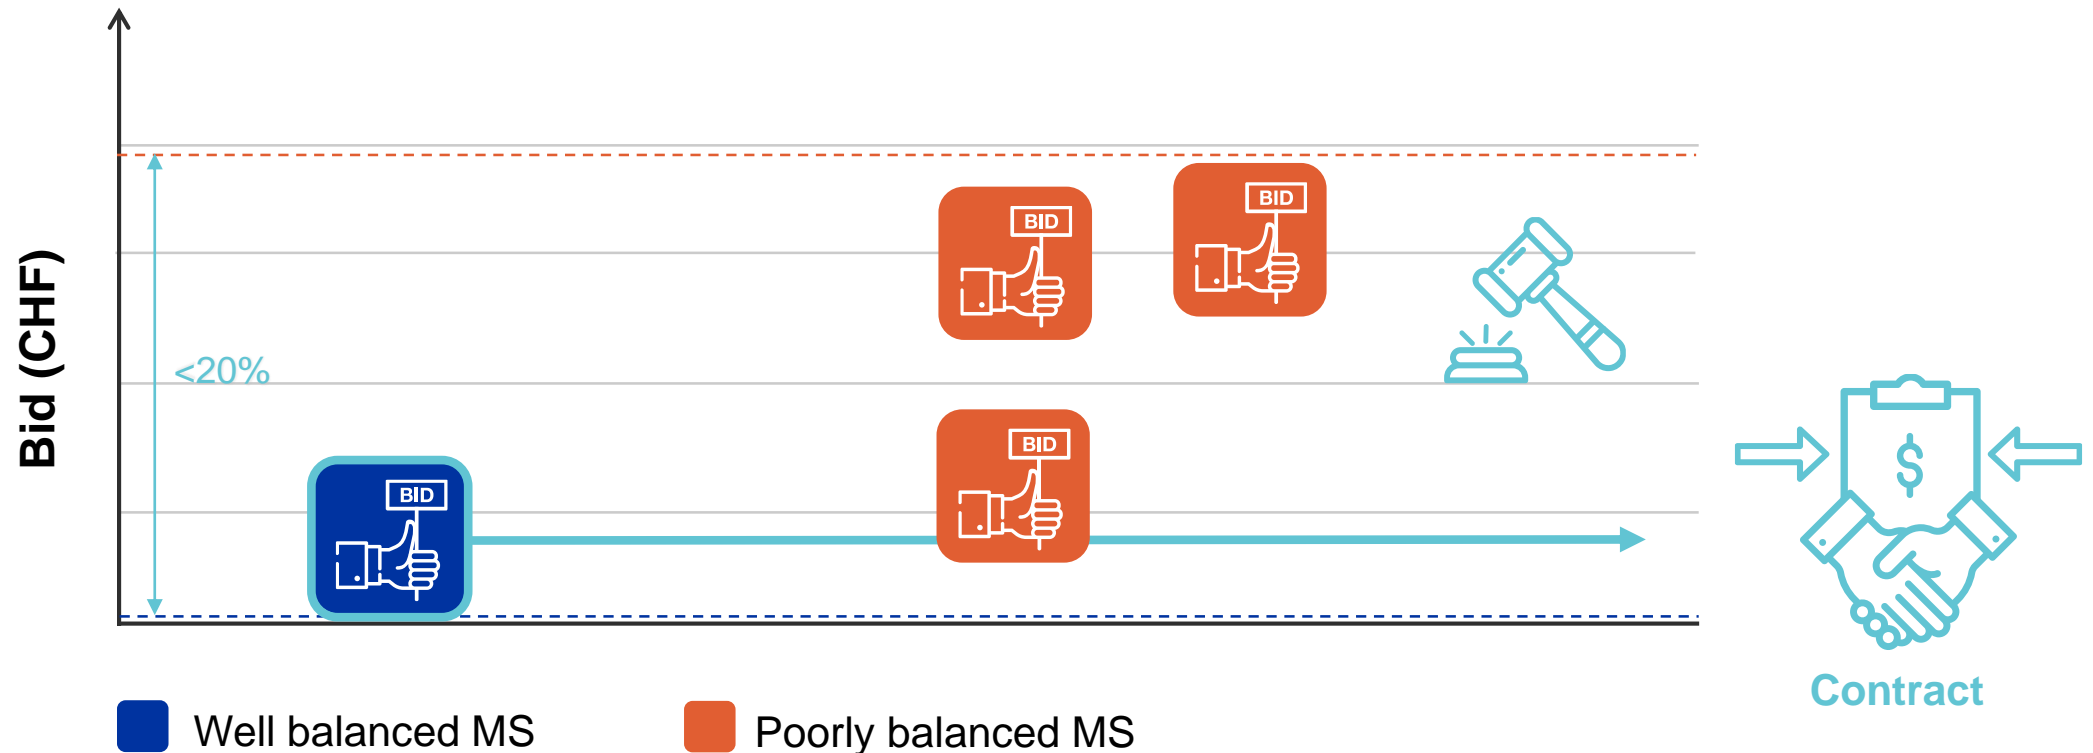 BID
BID
Bid (CHF)
<20%
BID
BID
$
Contract
Well balanced MS
Poorly balanced MS